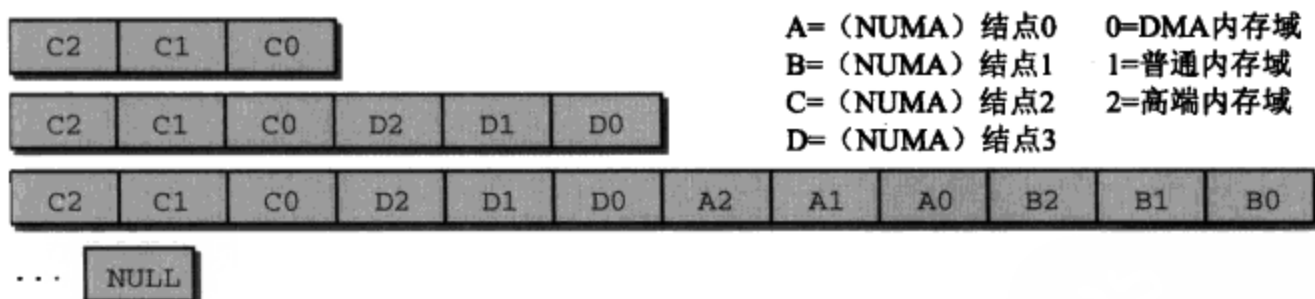 C2 C1 C0
C2 C1 C0 D2 D1 D0
C2 C1 C0 D2 D1 D0 A2 A1 A0 B2 B1 B0
... NULL
A=（NUMA）结点0 0=DMA内存域
B=（NUMA）结点1 1=普通内存域
C=（NUMA）结点2 2=高端内存域
D=（NUMA）结点3